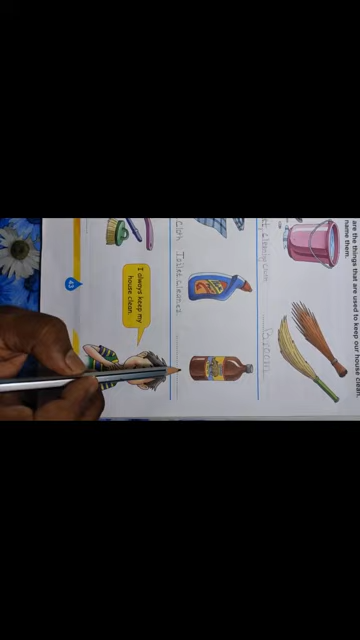 are the things that are used to keep our house clean.
name them.
Broom
Cloth
Toilet Cleaner
I always keep my
house clean.
43